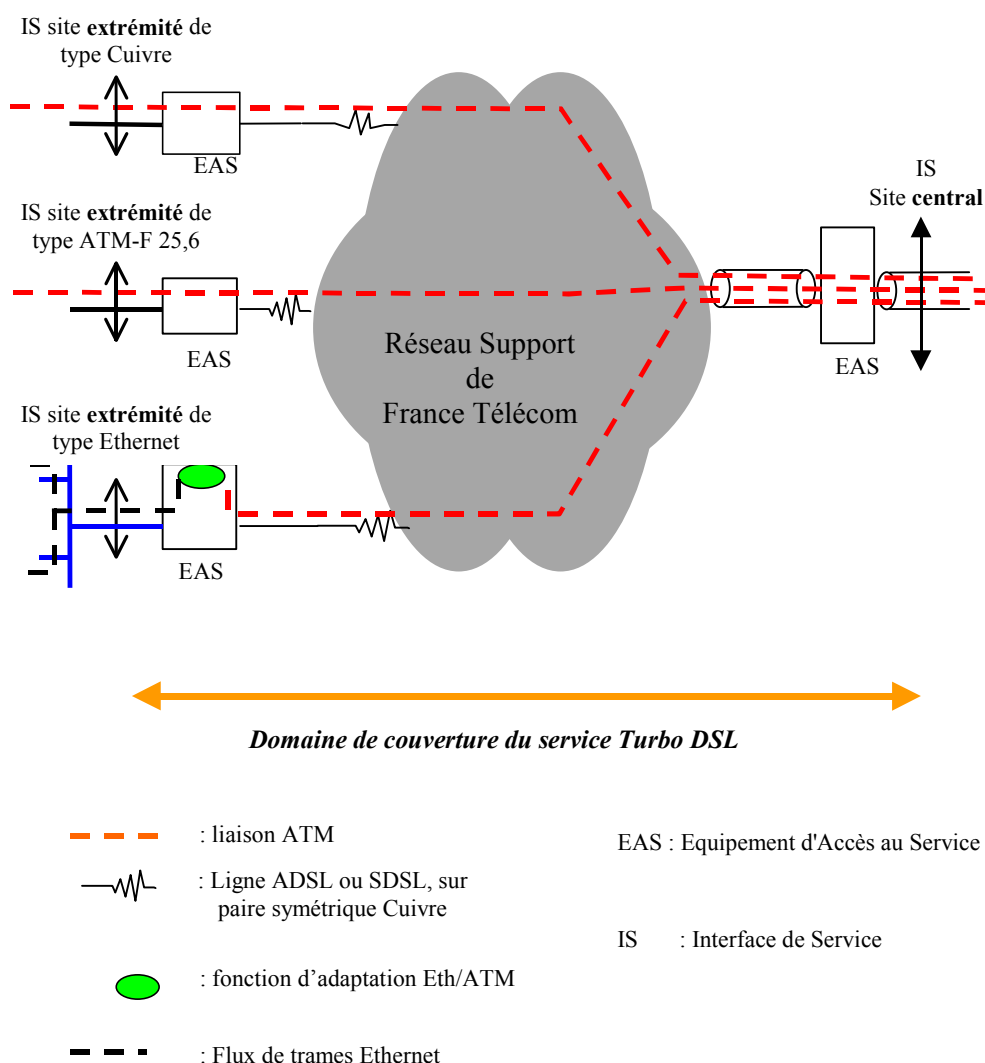 IS site extrémité de
type Cuivre
EAS
IS
Site central
IS site extrémité de
type ATM-F 25,6
EAS
EAS
Réseau Support
de
France Télécom
IS site extrémité de
type Ethernet
EAS
Domaine de couverture du service Turbo DSL
: liaison ATM
EAS : Equipement d'Accès au Service
: Ligne ADSL ou SDSL, sur
paire symétrique Cuivre
IS : Interface de Service
: fonction d’adaptation Eth/ATM
: Flux de trames Ethernet